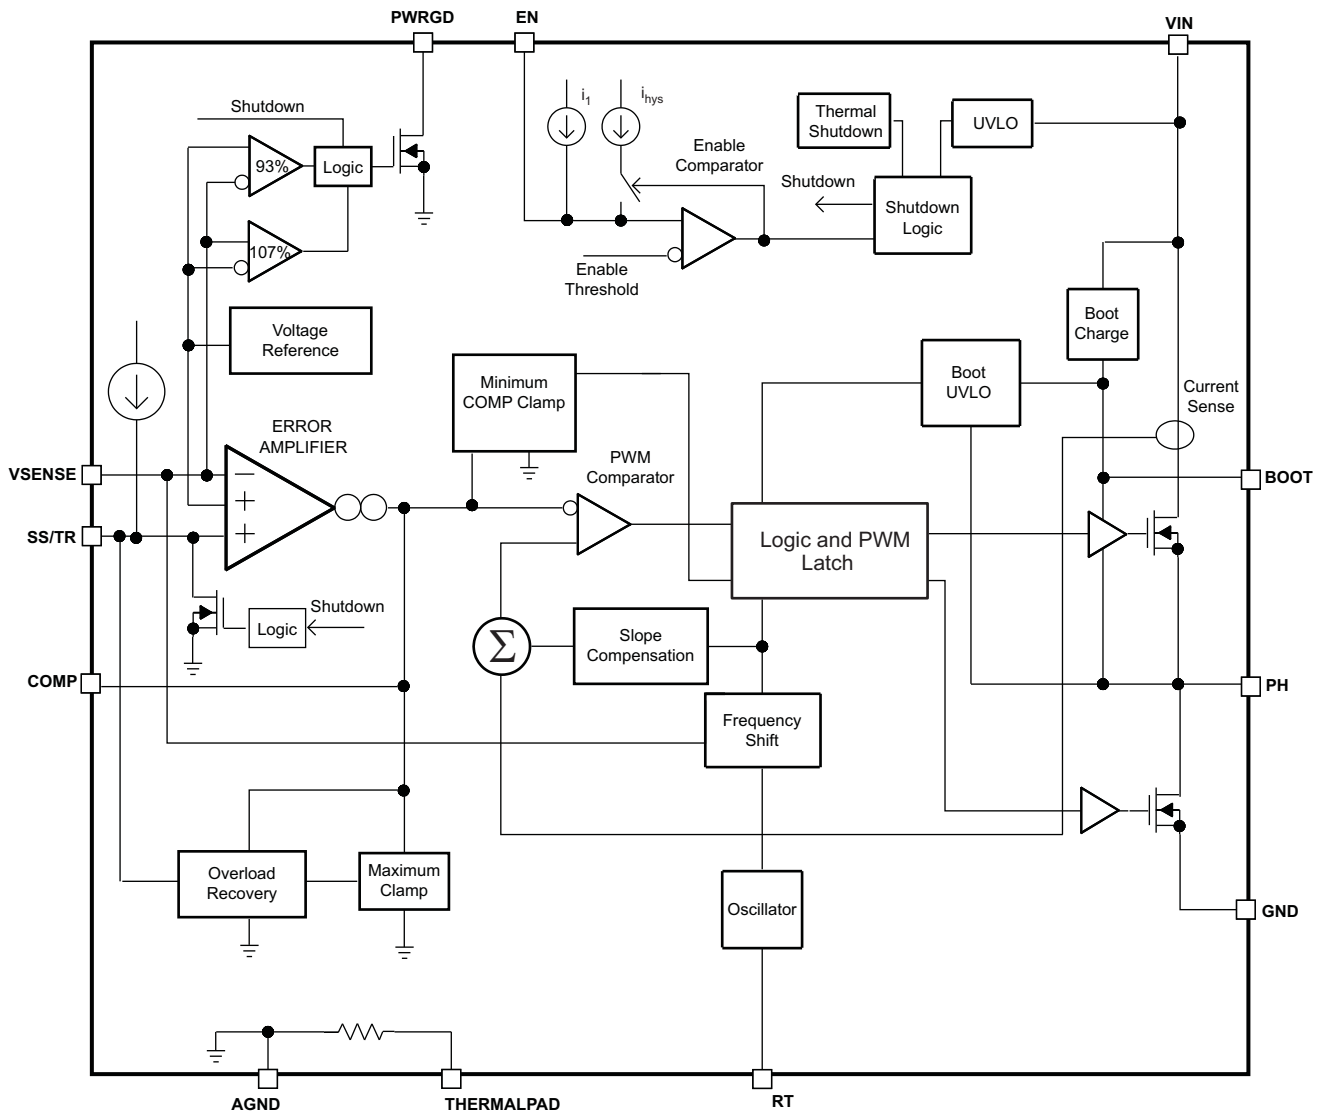 PWRGD
EN
VIN
Shutdown
93%
Logic
107%
i1
ihys
Enable
Comparator
Thermal
Shutdown
UVLO
Shutdown
Shutdown
Logic
Enable
Threshold
Boot
Charge
Voltage
Reference
Minimum
COMP Clamp
Boot
UVLO
Current
Sense
ERROR
AMPLIFIER
PWM
Comparator
VSENSE
BOOT
SS/TR
Logic and PWM
Latch
Shutdown
Logic
Σ
Slope
Compensation
COMP
PH
Frequency
Shift
Overload
Recovery
Maximum
Clamp
Oscillator
GND
AGND
THERMALPAD
RT